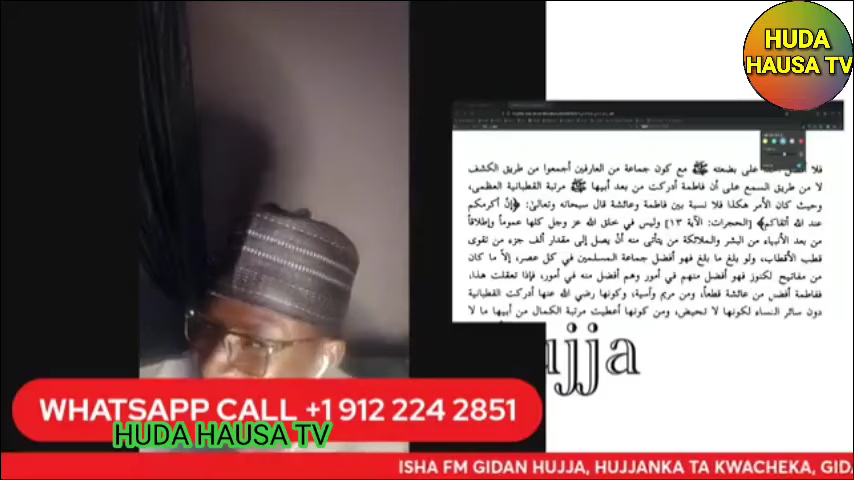 HUDA
HAUSA TV
على بضعته ﷺ مع كون جماعة من العارفين أجمعوا من طريق الكشف
لا من طريق السمع على أن فاطمة أدركت من بعد أبيها ﷺ مرتبة القطبانية العظمى،
وحيث كان الأمر هكذا فلا نسبة بين فاطمة وعائشة قال سبحانه وتعالى: ﴿إن أكرمكم
عند الله أتقاكم﴾ [الحجرات: الآية ١٣] وليس في خلق الله عز وجل كلها عموماً وإطلاقاً
من بعد الأنبياء من البشر والملائكة من يتأتى منه أن يصل إلى مقدار ألف جزء من تقوى
قطب الأقطاب، ولو بلغ ما بلغ فهو أفضل جماعة المسلمين في كل عصر، إلاّ ما كان
من مفاتيح الكنوز فهو أفضل منهم في أمور وهم أفضل منه في أمور، فإذا تعقلت هذا،
ففاطمة أفضل من عائشة قطعاً، ومن مريم وآسية، وكونها رضي الله عنها أدركت القطبانية
دون سائر النساء لكونها لا تحيض، ومن كونها أعطيت مرتبة الكمال من أبيها ما لا
ujja
WHATSAPP CALL +1 912 224 2851
HUDA HAUSA TV
ISHA FM GIDAN HUJJA, HUJJANKA TA KWACHEKA, GIDA